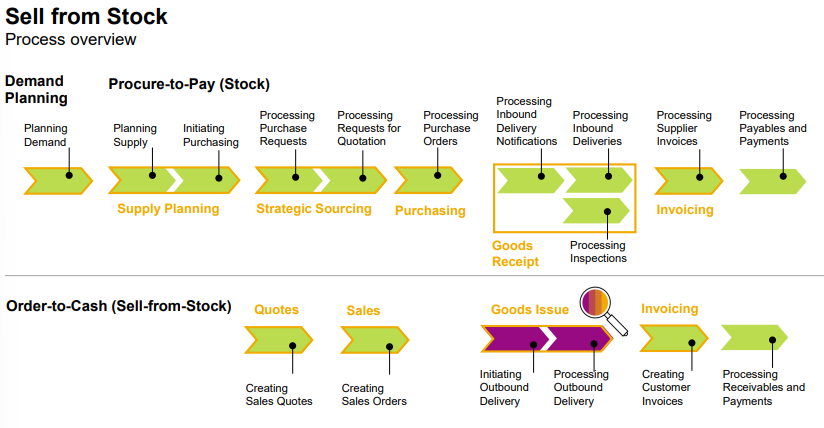 Sell from Stock
Process overview
Demand
Planning
Procure-to-Pay (Stock)
Planning
Demand
Planning
Supply
Initiating
Purchasing
Processing
Purchase
Requests
Processing
Requests for
Quotation
Processing
Purchase
Orders
Processing
Inbound
Delivery
Notifications
Processing
Inbound
Deliveries
Processing
Supplier
Invoices
Processing
Payables and
Payments
Supply Planning
Strategic Sourcing
Purchasing
Goods
Receipt
Processing
Inspections
Invoicing
Order-to-Cash (Sell-from-Stock)
Quotes
Sales
Goods Issue
Invoicing
Creating
Sales Quotes
Creating
Sales Orders
Initiating
Outbound
Delivery
Processing
Outbound
Delivery
Creating
Customer
Invoices
Processing
Receivables and
Payments